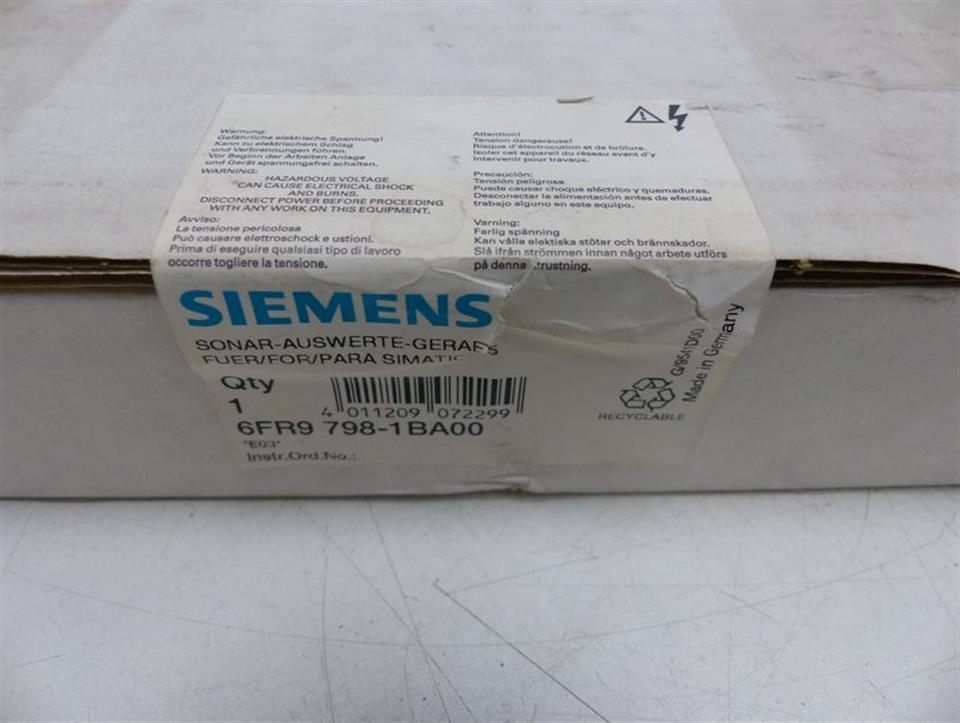 Warnung:
Gefährliche elektrische Spannung!
Kann zu elektrischem Schlag
und Verbrennungen führen.
Vor Beginn der Arbeiten Anlage
und Gerät spannungsfrei schalten.
WARNING:
HAZARDOUS VOLTAGE
CAN CAUSE ELECTRICAL SHOCK
AND BURNS.
DISCONNECT POWER BEFORE PROCEEDING
WITH ANY WORK ON THIS EQUIPMENT.
Avviso:
La tensione pericolosa
Può causare elettroschock e ustioni.
Prima di eseguire qualsiasi tipo di lavoro
occorre togliere la tensione.
Attention!
Tension dangereuse!
Risque d'électrocution et de brûlure.
Isoler cet appareil du réseau avant d'y
intervenir pour travaux.
Precaución:
Tensión peligrosa
Puede causar choque eléctrico y quemaduras.
Desconectar la alimentación antes de efectuar
trabajo alguno en este equipo.
Varning:
Farlig spänning
Kan välla elektiska stötar och brännskador.
Slå ifrån strömmen innan något arbete utförs
på denna trustning.
SIEMENS
SONAR-AUSWERTE-GERAE
FUER/FOR/PARA SIMATIC
Qty
1
4 011209 072299
6FR9 798-1BA00
"E03"
Instr.Ord.No.:
RECYCLABLE
Made in Germany